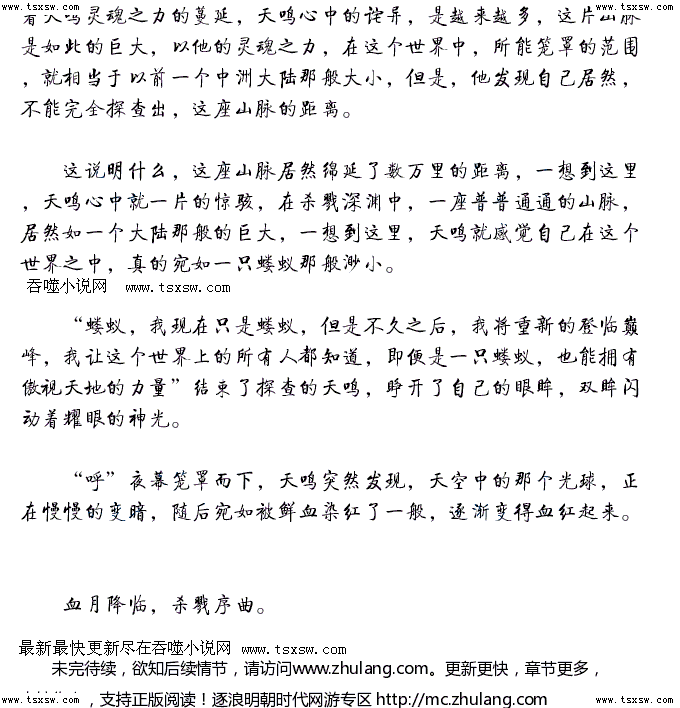 www.tsxsw.com www.tsxsw.com www.tsxsw.com
着天鸣灵魂之力的蔓延，天鸣心中的诧异，是越来越多，这片山脉
是如此的巨大，以他的灵魂之力，在这个世界中，所能笼罩的范围
，就相当于以前一个中洲大陆那般大小，但是，他发现自己居然，
不能完全探查出，这座山脉的距离。
这说明什么，这座山脉居然绵延了数万里的距离，一想到这里
，天鸣心中就一片的惊骇，在杀戮深渊中，一座普普通通的山脉，
居然如一个大陆那般的巨大，一想到这里，天鸣就感觉自己在这个
世界之中，真的宛如一只蝼蚁那般渺小。
吞噬小说网 www.tsxsw.com
“蝼蚁，我现在只是蝼蚁，但是不久之后，我将重新的登临巅
峰，我让这个世界上的所有人都知道，即便是一只蝼蚁，也能拥有
傲视天地的力量”结束了探查的天鸣，睁开了自己的眼眸，双眸闪
动着耀眼的神光。
“呼”夜幕笼罩而下，天鸣突然发现，天空中的那个光球，正
在慢慢的变暗，随后宛如被鲜血染红了一般，逐渐变得血红起来。
血月降临，杀戮序曲。
最新最快更新尽在吞噬小说网 www.tsxsw.com
未完待续，欲知后续情节，请访问www.zhulang.com。更新更快，章节更多，
，支持正版阅读！逐浪明朝时代网游专区 http://mc.zhulang.com
www.tsxsw.com www.tsxsw.com